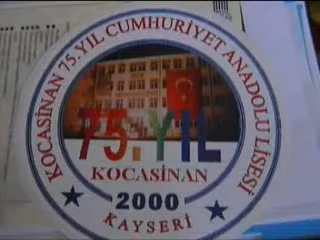 KOCASİNAN 75.YIL CUMHURİYET ANADOLU LİSESİ
75.YIL
KOCASİNAN
2000
KAYSERİ